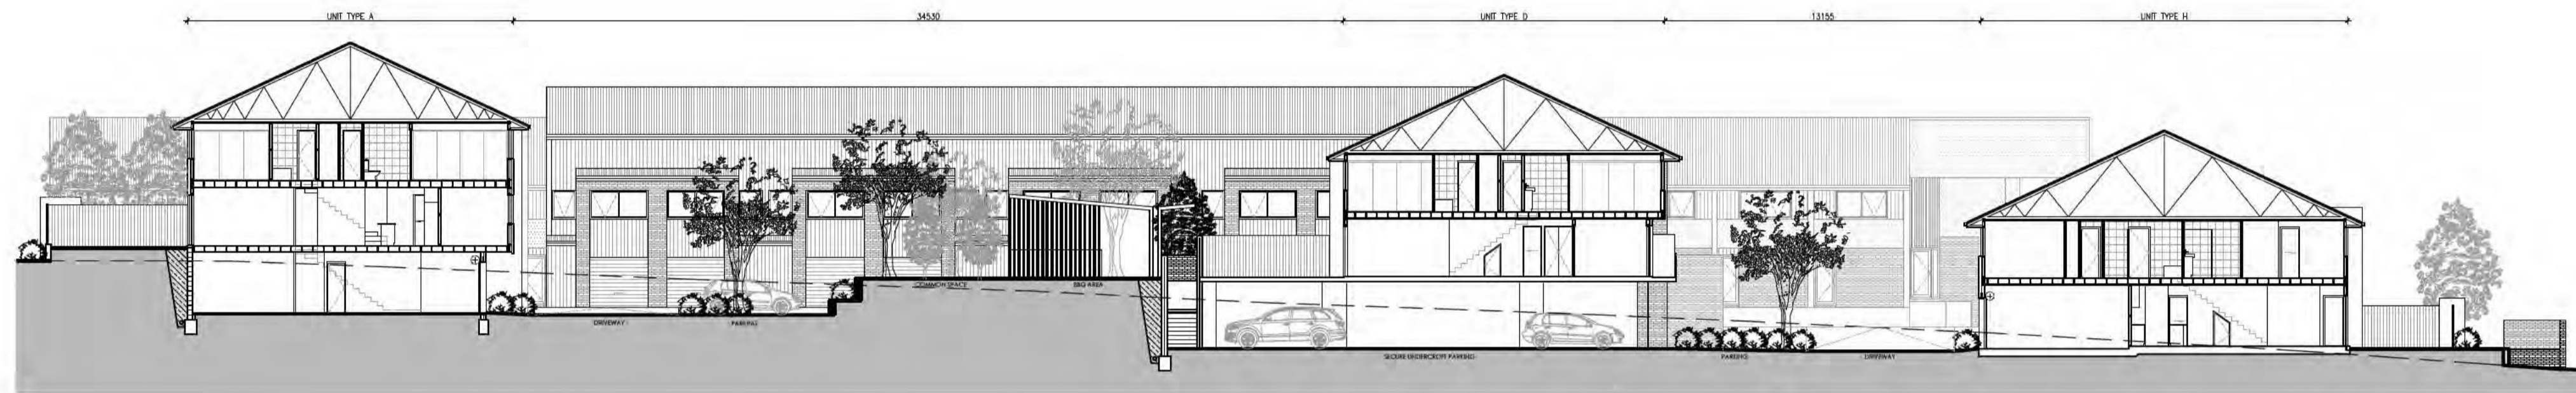 UNIT TYPE A
34530
UNIT TYPE D
13155
UNIT TYPE H
COMMON SPACE
BBQ AREA
DRIVEWAY
PARKING
SECURE UNDERCROFT PARKING
PARKING
DRIVEWAY